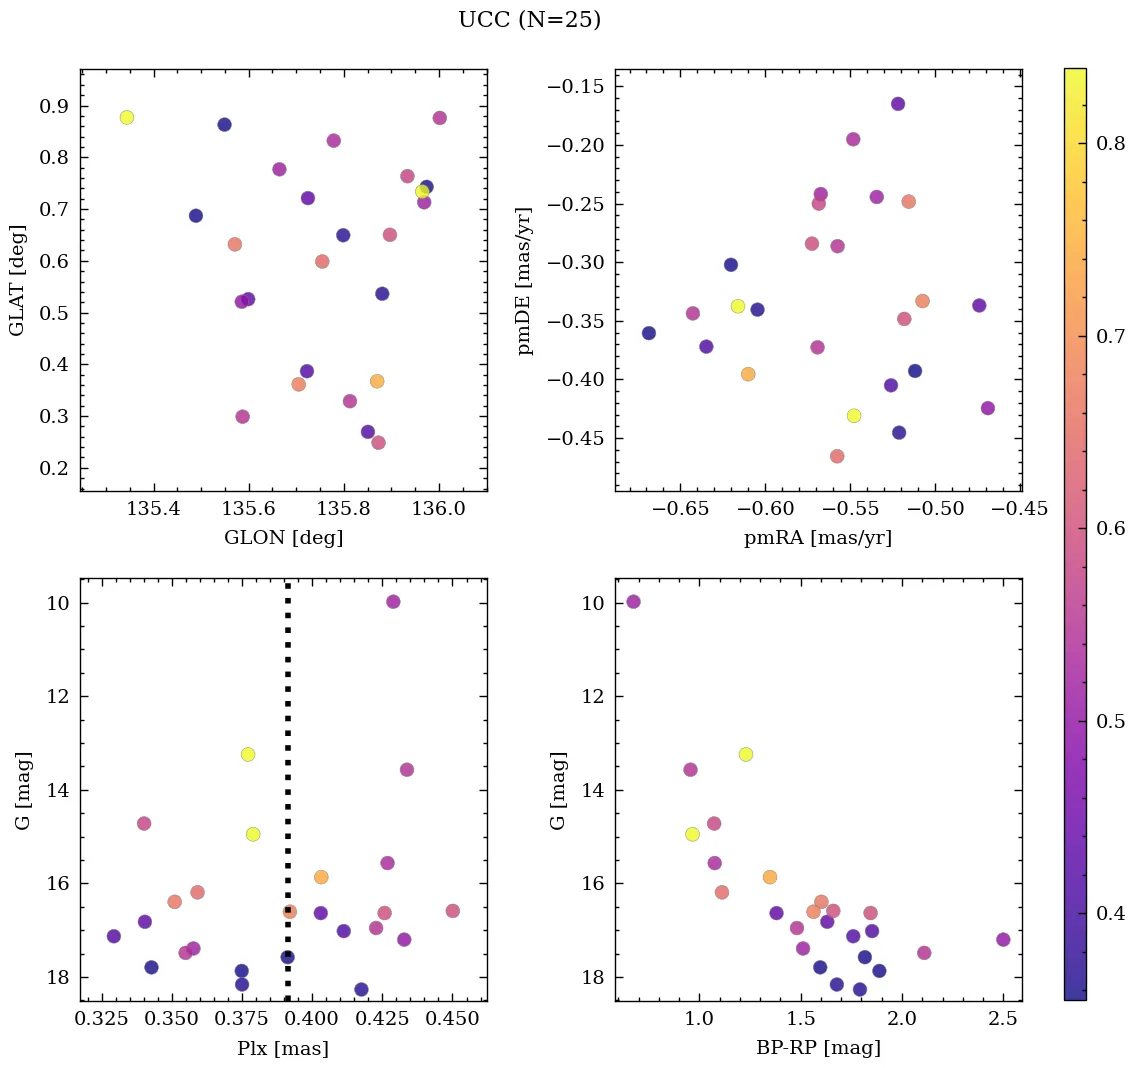 UCC (N=25)
0.9
0.8
0.7
0.6
0.5
0.4
0.3
0.2
GLAT [deg]
135.4 135.6 135.8 136.0
GLON [deg]
−0.15
−0.20
−0.25
−0.30
−0.35
−0.40
−0.45
pmDE [mas/yr]
−0.65 −0.60 −0.55 −0.50 −0.45
pmRA [mas/yr]
10
12
14
16
18
G [mag]
0.325 0.350 0.375 0.400 0.425 0.450
Plx [mas]
10
12
14
16
18
G [mag]
1.0 1.5 2.0 2.5
BP-RP [mag]
0.8
0.7
0.6
0.5
0.4